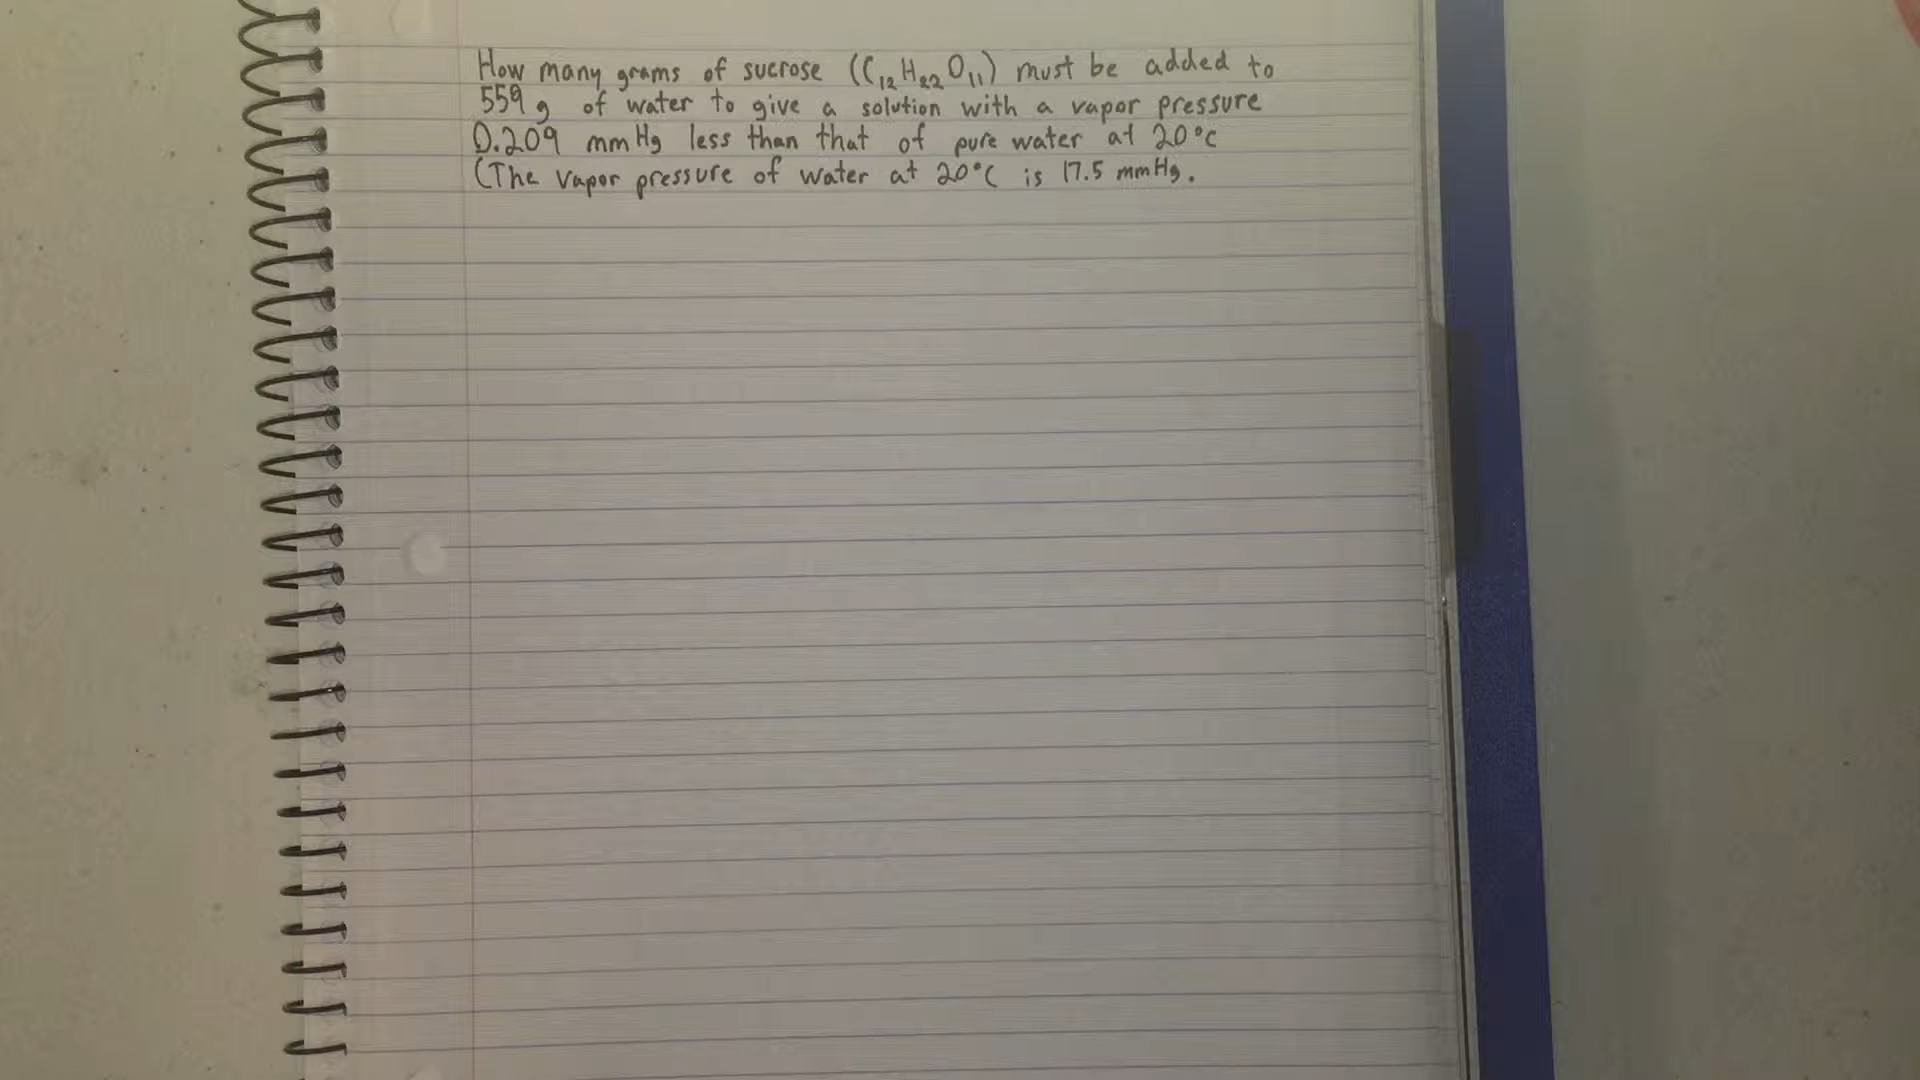 How many grams of sucrose (C₁₂H₂₂O₁₁) must be added to
559 g of water to give a solution with a vapor pressure
0.209 mmHg less than that of pure water at 20°C
(The vapor pressure of water at 20°C is 17.5 mmHg.